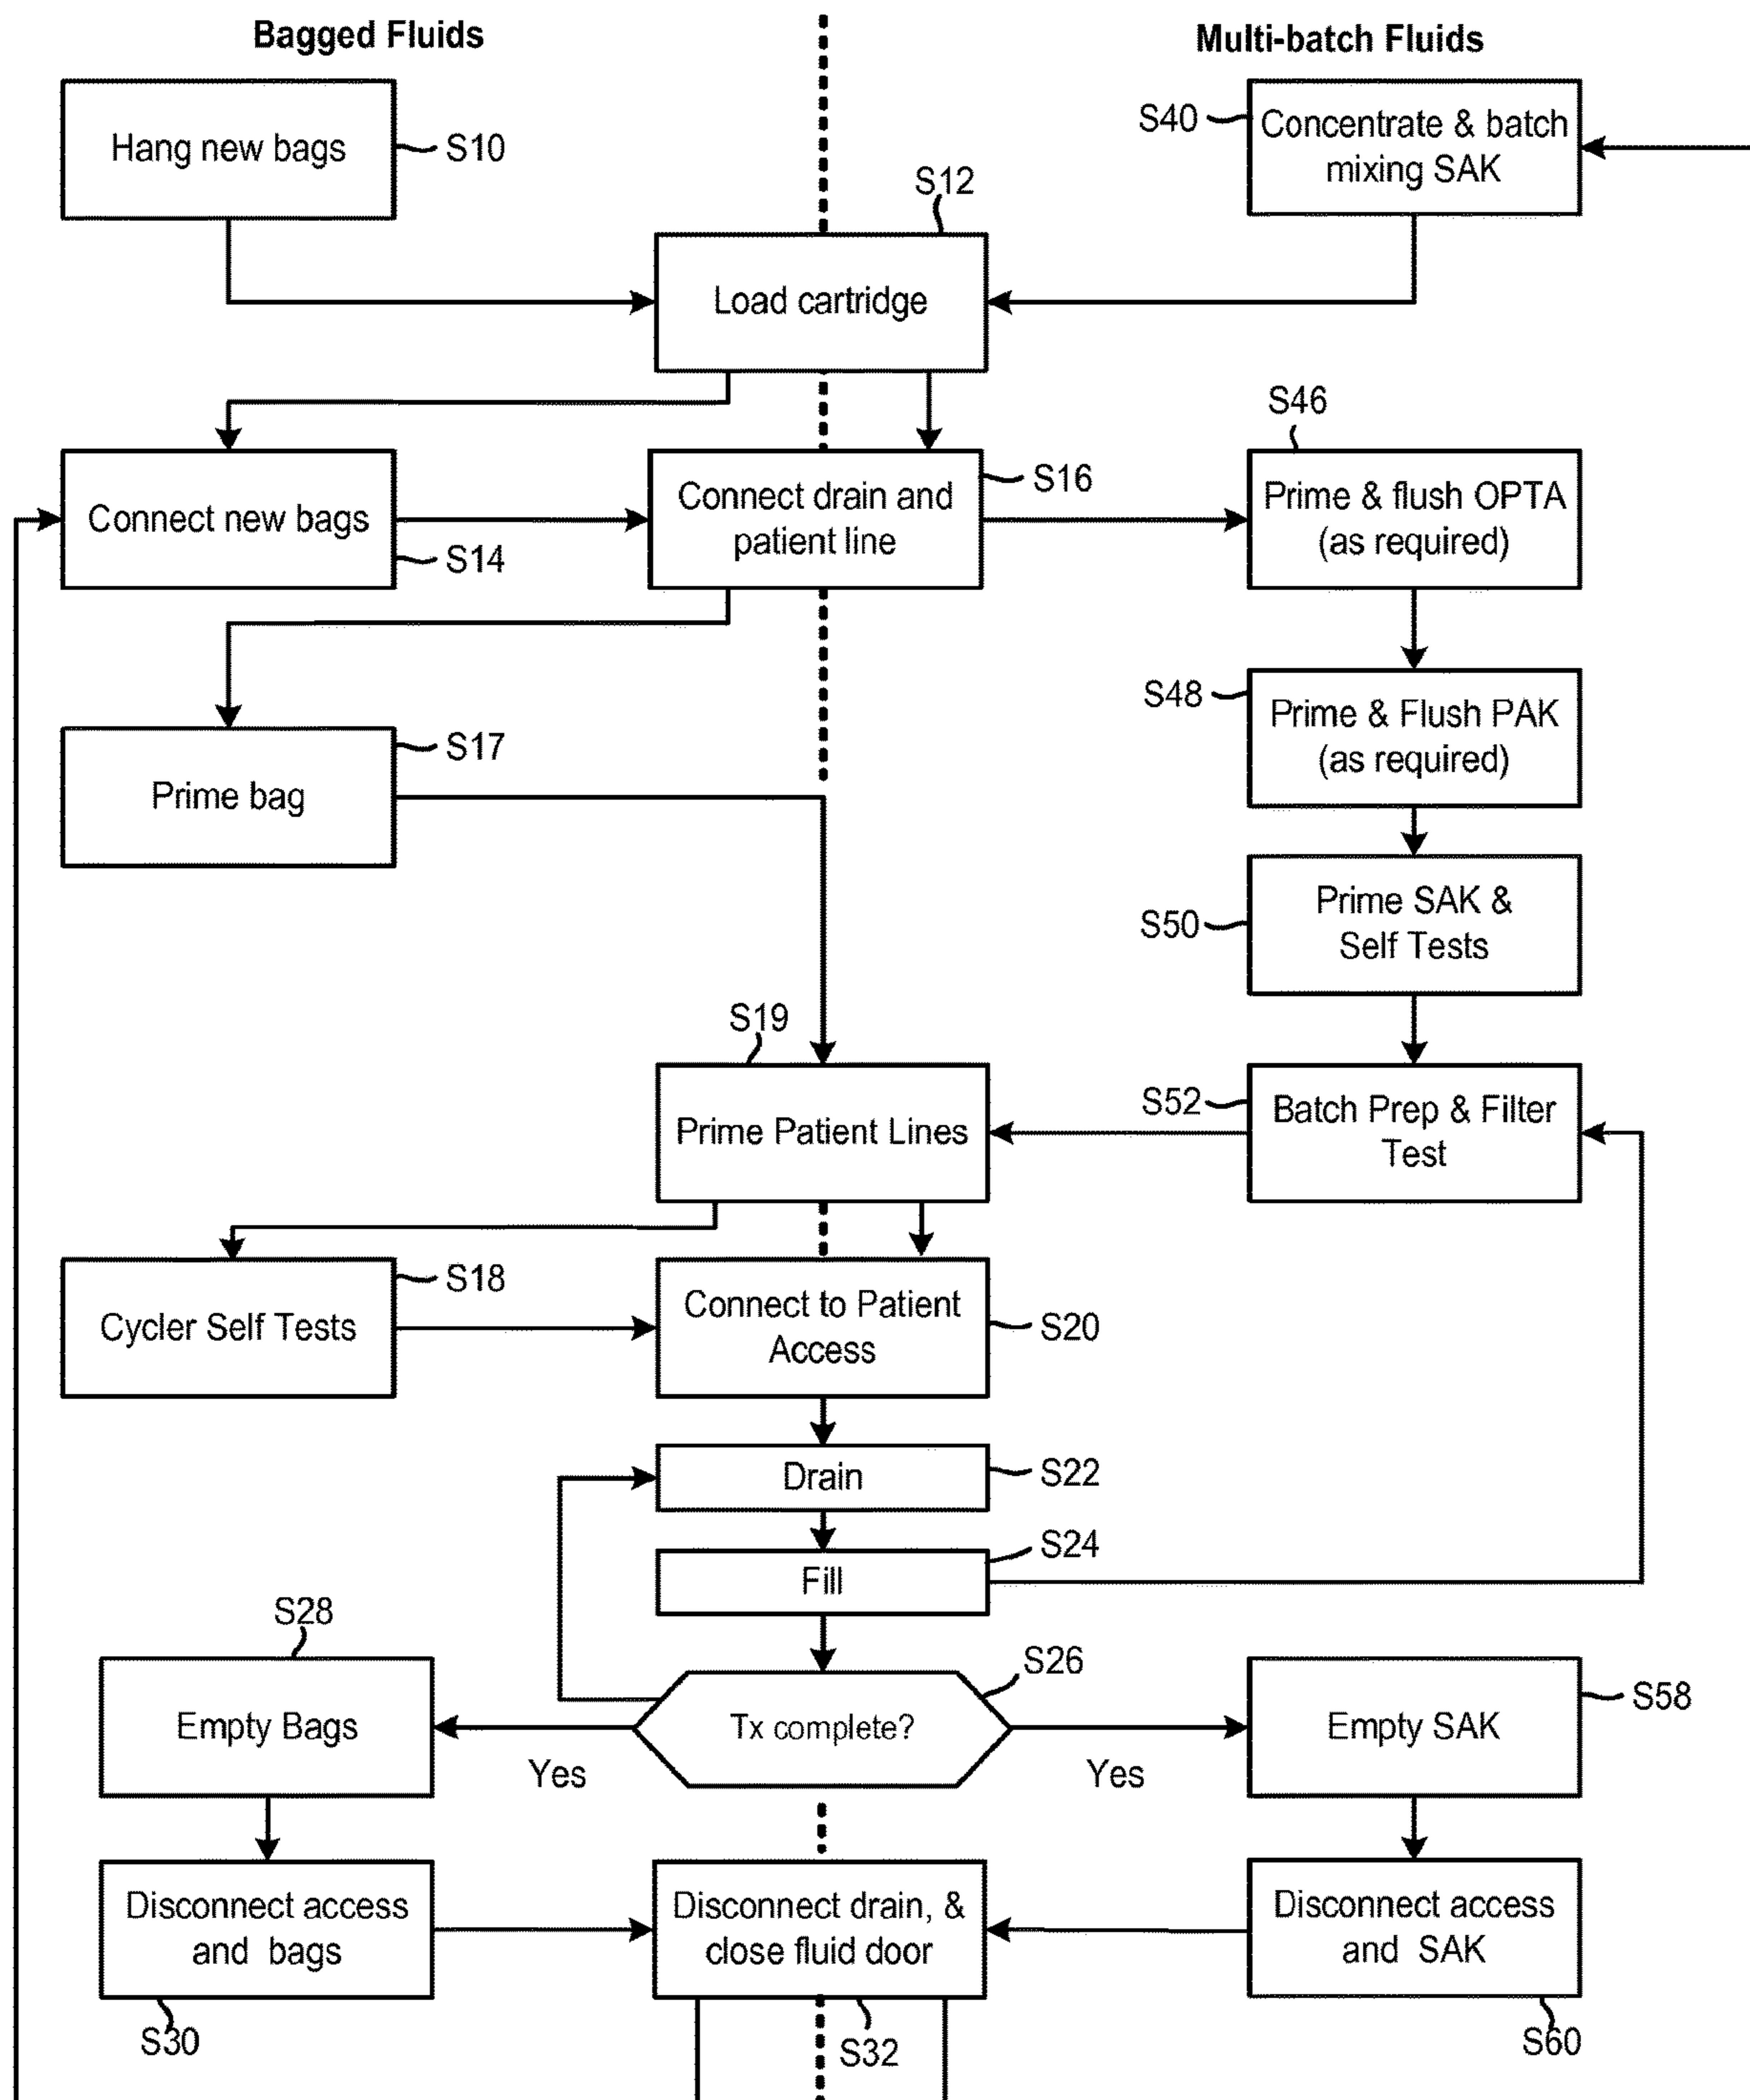 Bagged Fluids
Multi-batch Fluids
Hang new bags
S10
S40
Concentrate & batch
mixing SAK
S12
Load cartridge
S46
Connect new bags
S14
Connect drain and
patient line
S16
Prime & flush OPTA
(as required)
S48
Prime & Flush PAK
(as required)
S17
Prime bag
S50
Prime SAK &
Self Tests
S19
Prime Patient Lines
S52
Batch Prep & Filter
Test
S18
Cycler Self Tests
Connect to Patient
Access
S20
Drain
S22
S24
Fill
S28
Empty Bags
S26
Tx complete?
Yes
Yes
Empty SAK
S58
Disconnect access
and bags
S30
Disconnect drain, &
close fluid door
S32
Disconnect access
and SAK
S60